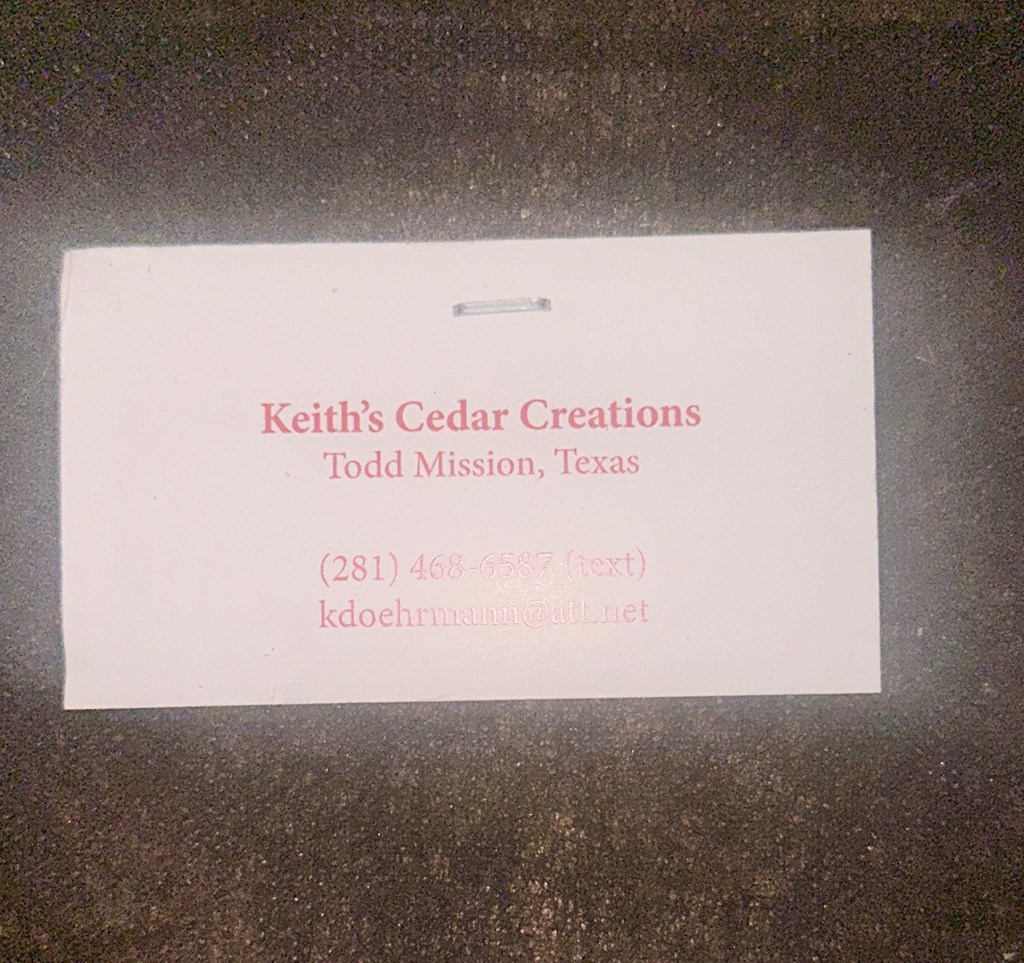 Keith's Cedar Creations
Todd Mission, Texas
(281) 468-6587 (text)
kdoehrmann@att.net